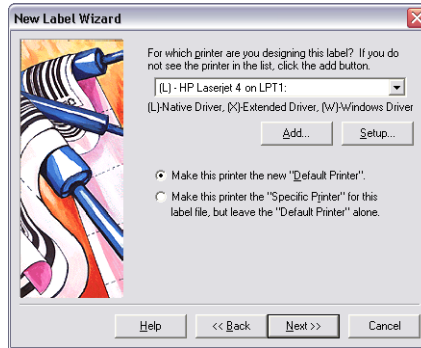 New Label Wizard
For which printer are you designing this label? If you do
not see the printer in the list, click the add button.
(L) - HP Laserjet 4 on LPT1:
(L)-Native Driver, (X)-Extended Driver, (W)-Windows Driver
Add... Setup...
Make this printer the new "Default Printer".
Make this printer the "Specific Printer" for this
label file, but leave the "Default Printer" alone.
Help << Back Next >> Cancel